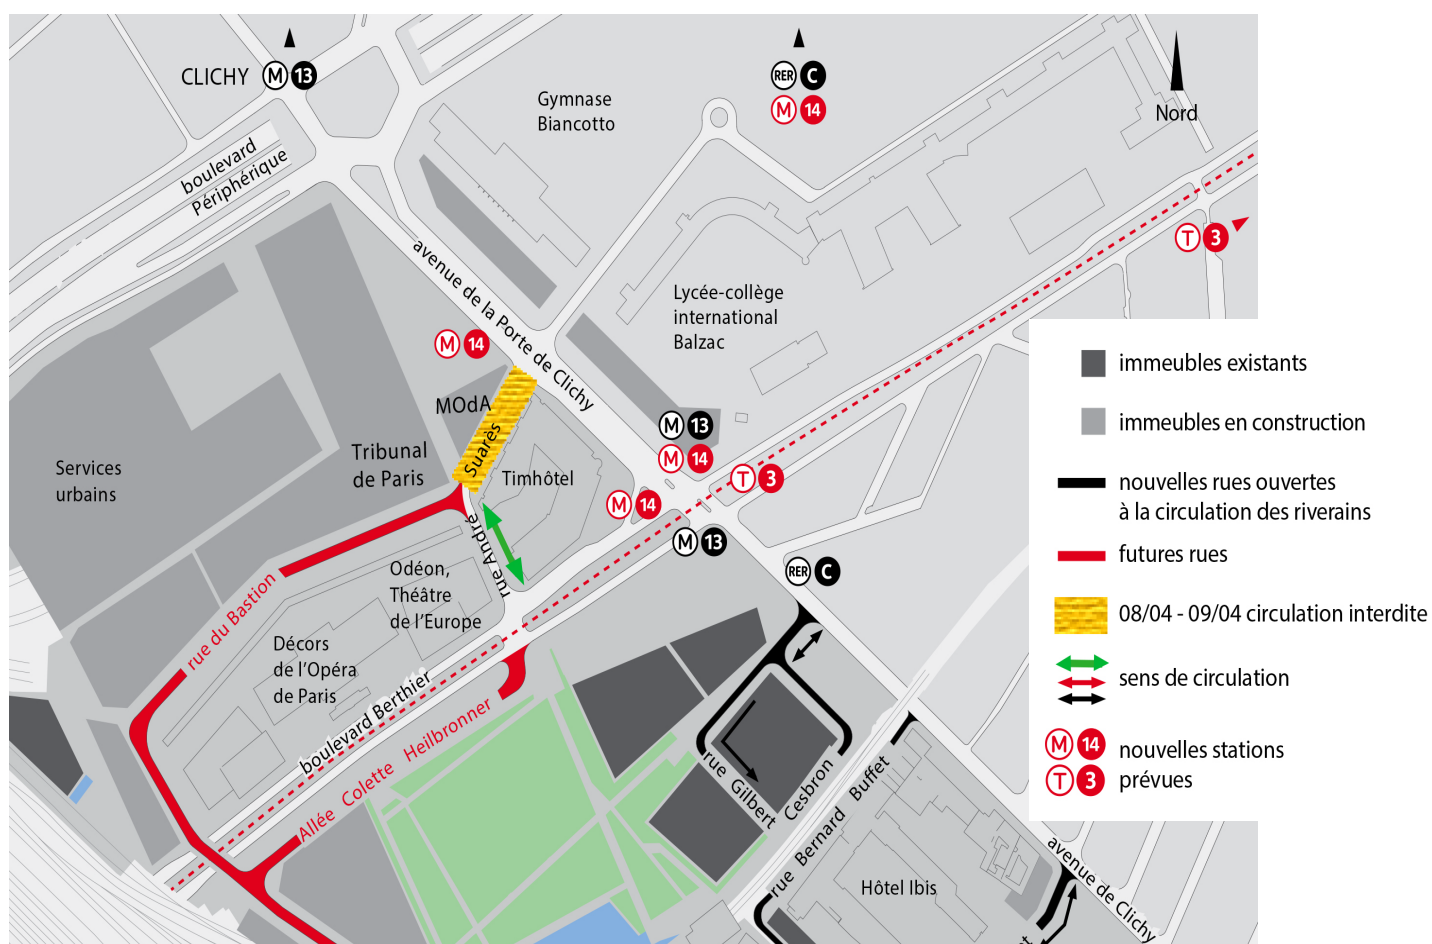 CLICHY M 13
RER C
M 14
Nord
Gymnase
Biancotto
boulevard
Périphérique
avenue de la Porte de Clichy
T 3
Lycée-collège
international
Balzac
M 14
MOdA
Suarès
M 13
M 14
Tribunal
de Paris
Timhôtel
Services
urbains
T 3
M 14
M 13
rue André
RER C
Odéon,
Théâtre
de l'Europe
rue du Bastion
Décors
de l'Opéra
de Paris
boulevard Berthier
Allée Colette Heilbronner
rue Gilbert
Cesbron
rue Bernard Buffet
Hôtel Ibis
avenue de Clichy
immeubles existants
immeubles en construction
nouvelles rues ouvertes
à la circulation des riverains
futures rues
08/04 - 09/04 circulation interdite
sens de circulation
M 14 nouvelles stations
T 3 prévues